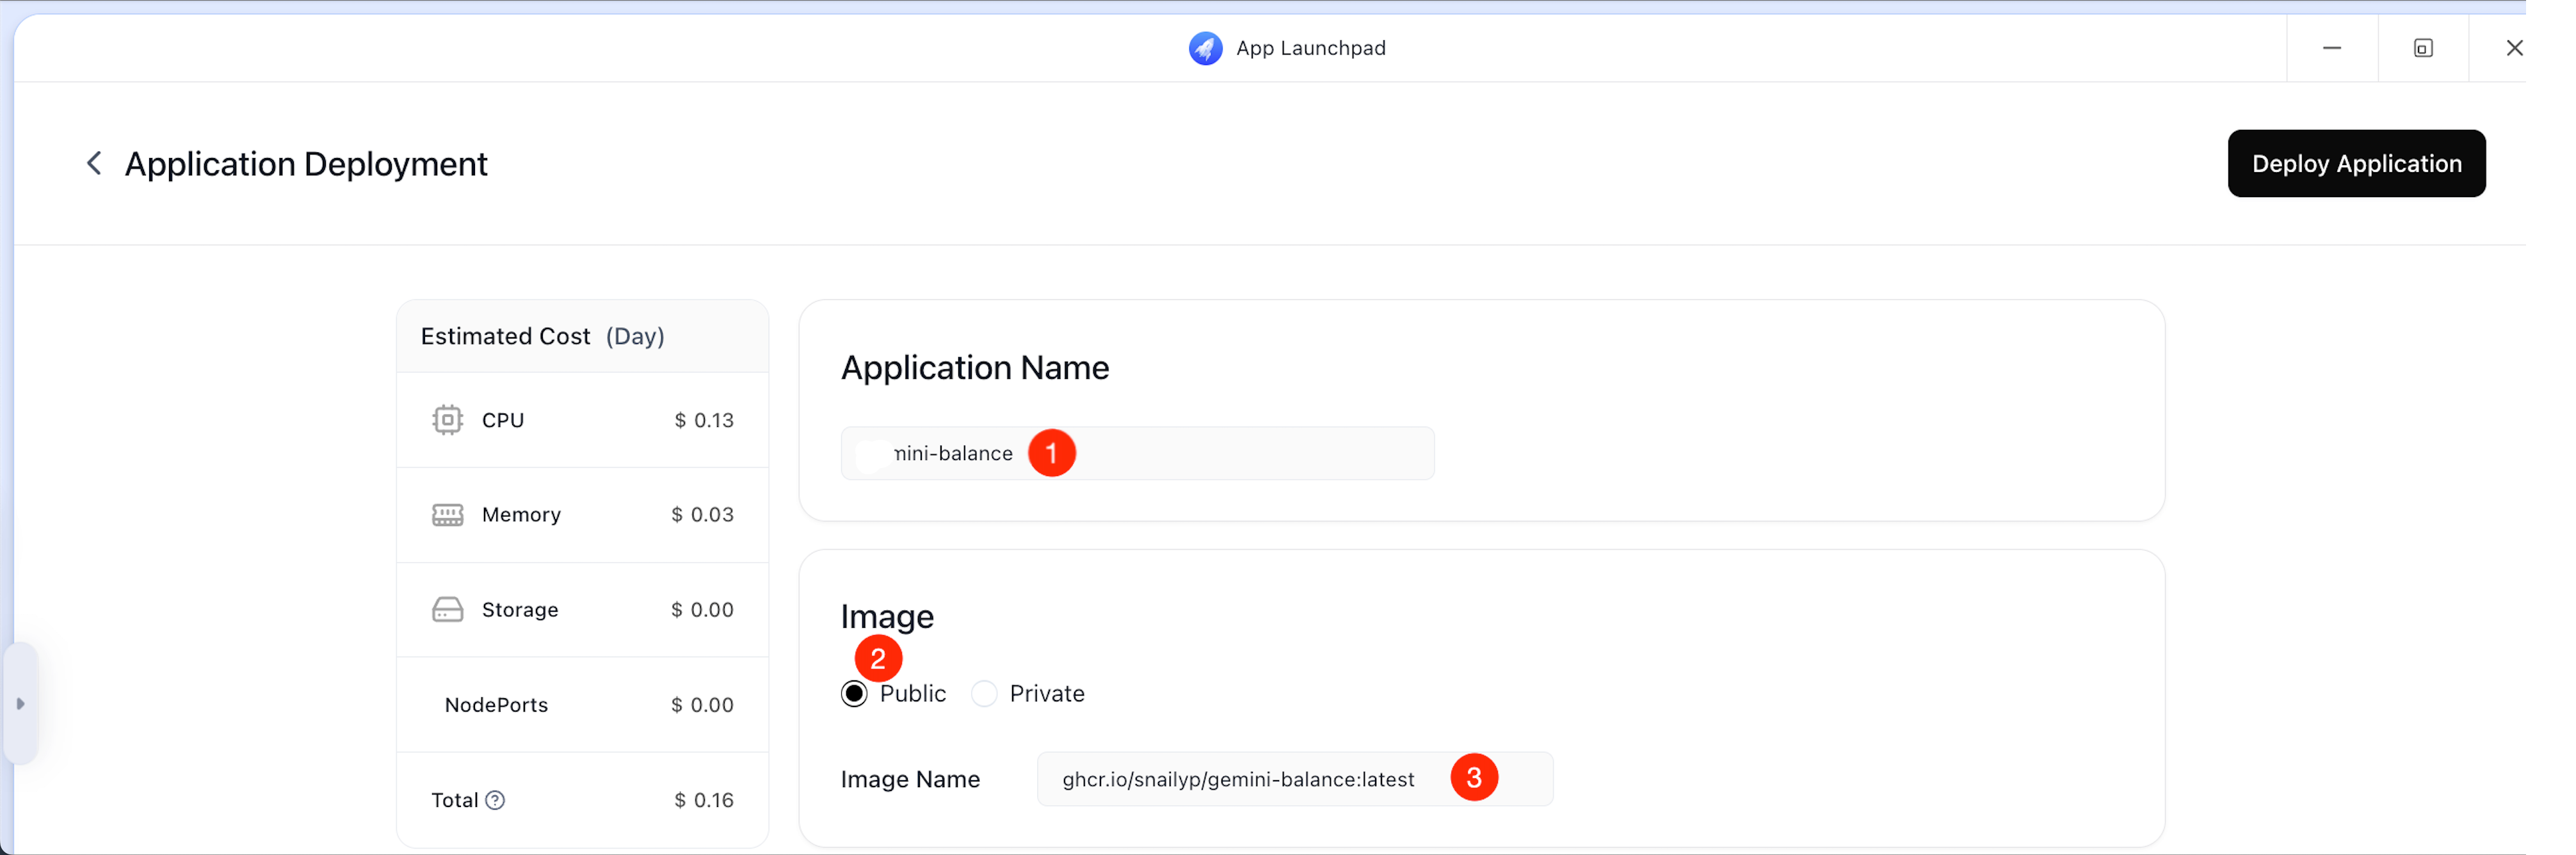 App Launchpad
Application Deployment
Deploy Application
Estimated Cost (Day)
CPU $ 0.13
Memory $ 0.03
Storage $ 0.00
NodePorts $ 0.00
Total ? $ 0.16
Application Name
mini-balance 1
Image
2
Public Private
Image Name ghcr.io/snailyp/gemini-balance:latest 3